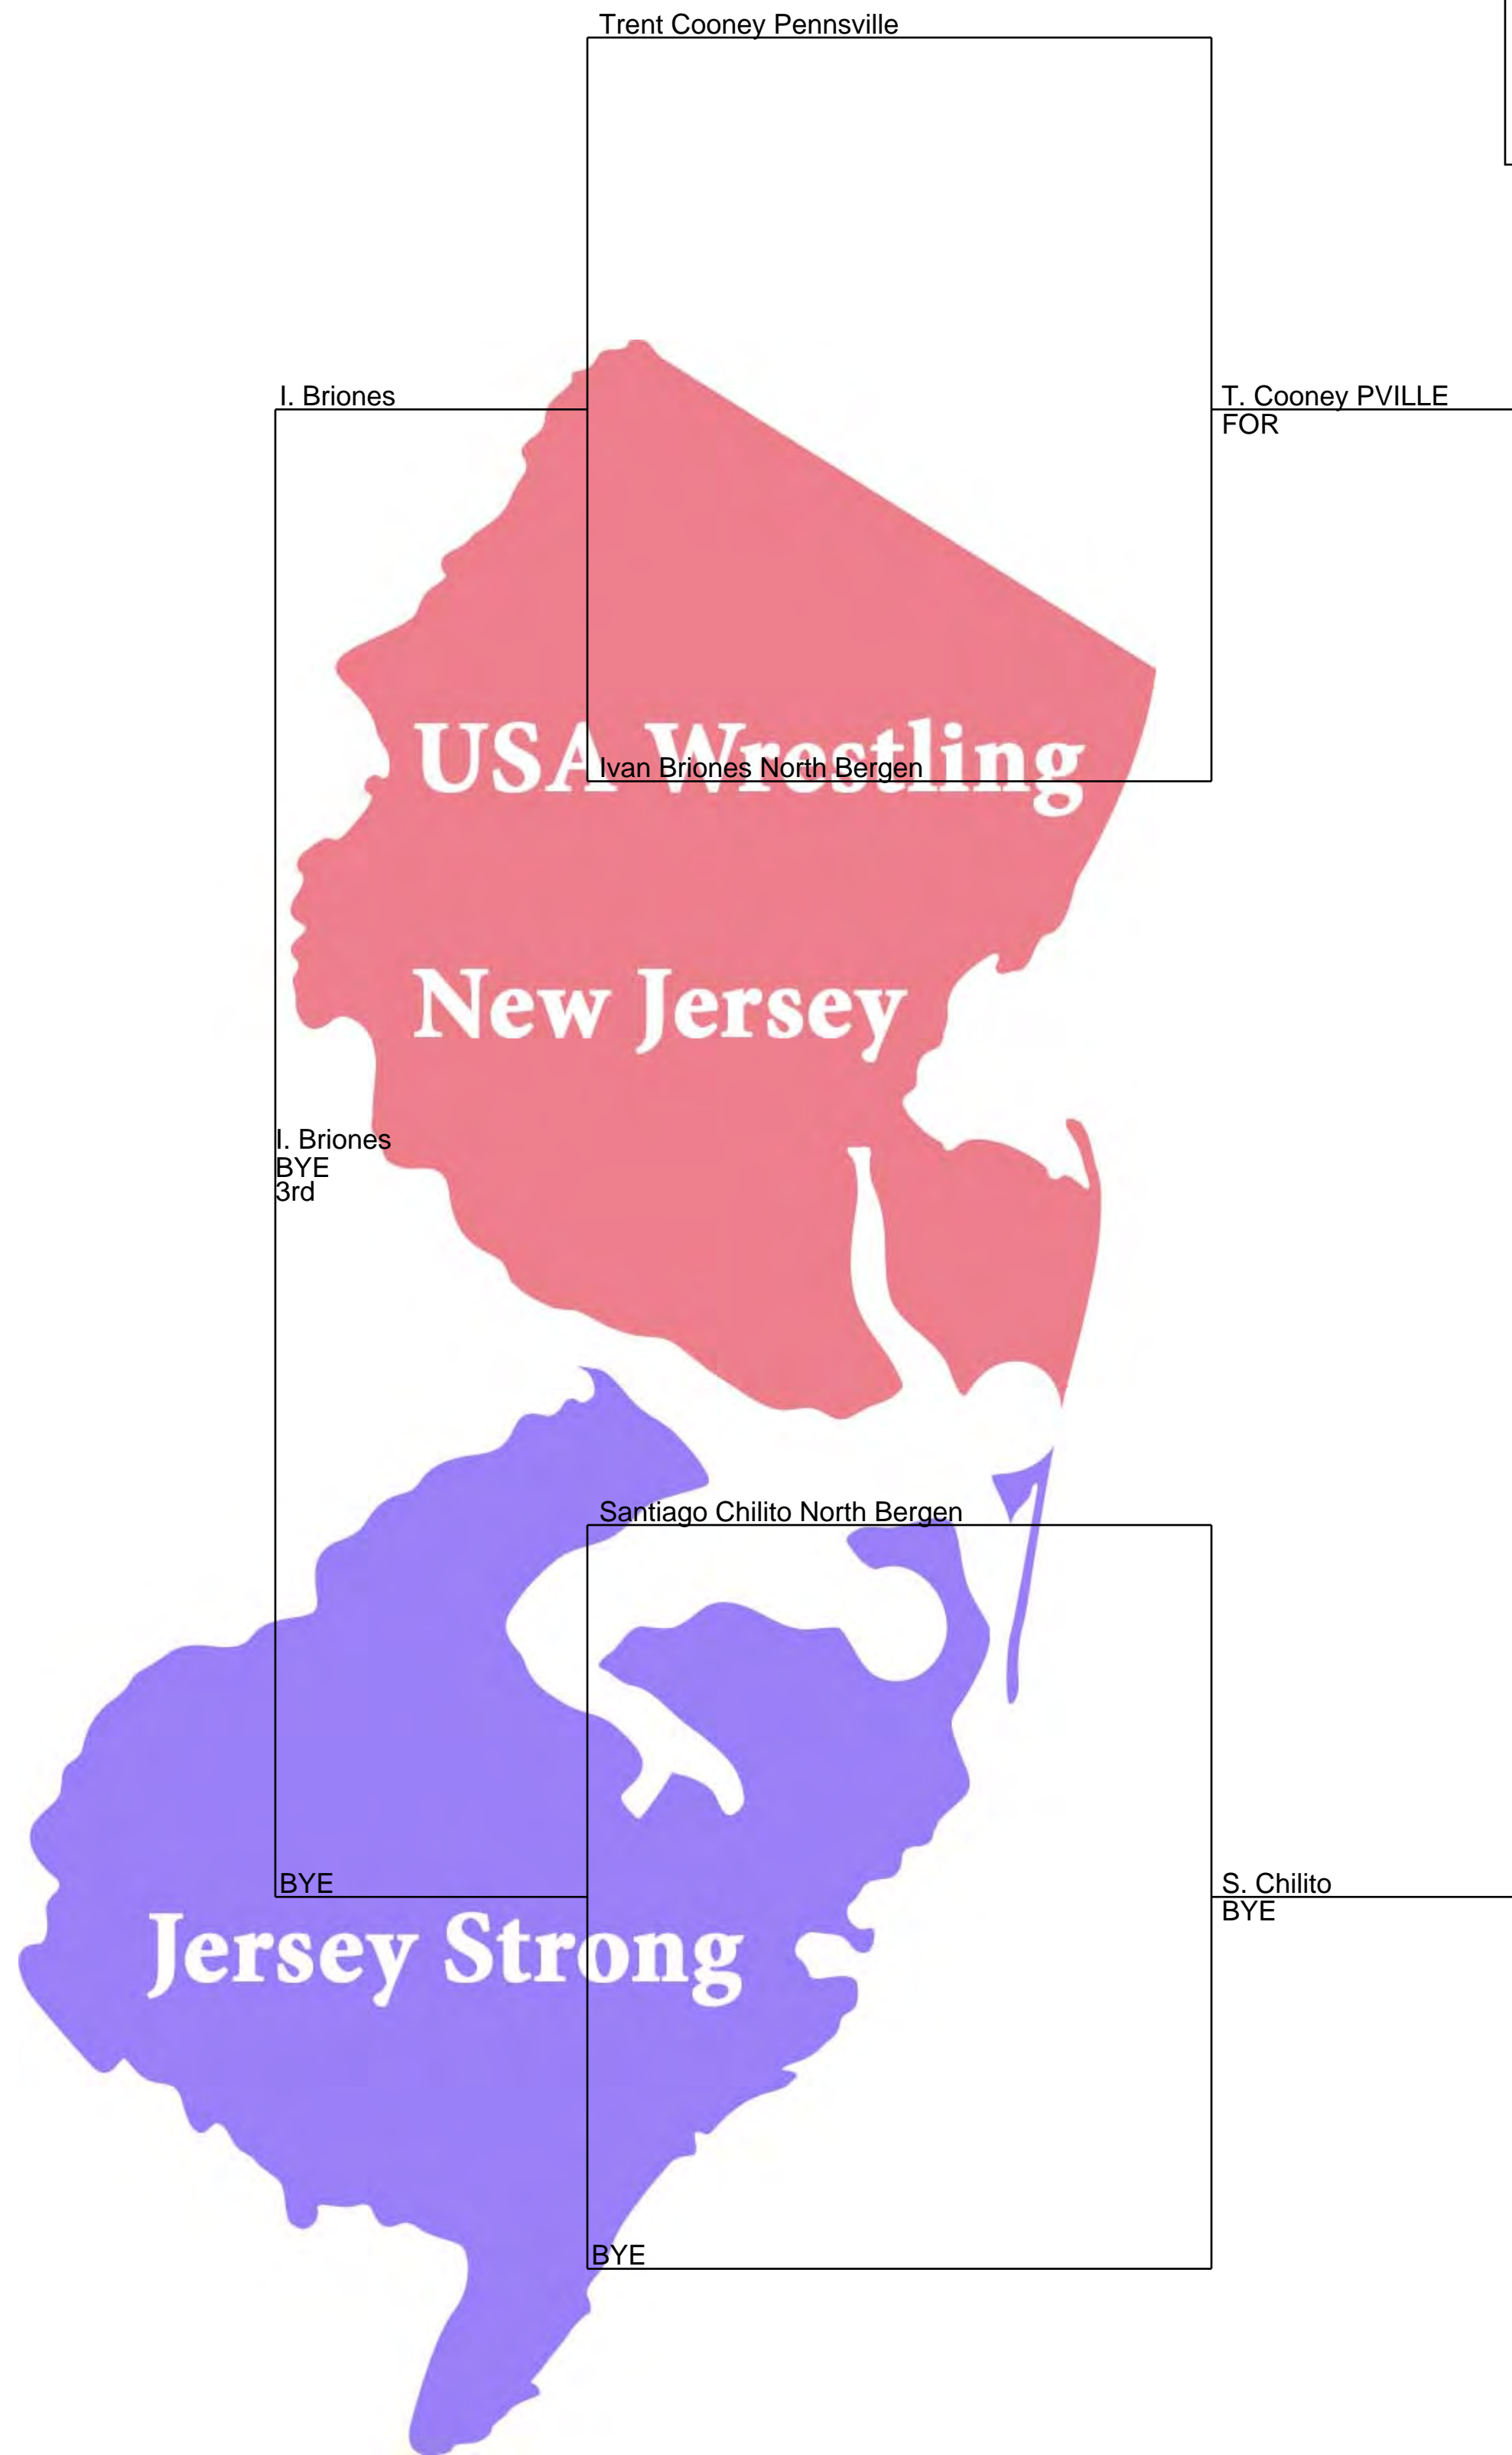 Trent Cooney Pennsville
I. Briones
T. Cooney PVILLE
FOR
USA Wrestling
Ivan Briones North Bergen
New Jersey
I. Briones
BYE
3rd
Santiago Chilito North Bergen
BYE
S. Chilito
BYE
Jersey Strong
BYE